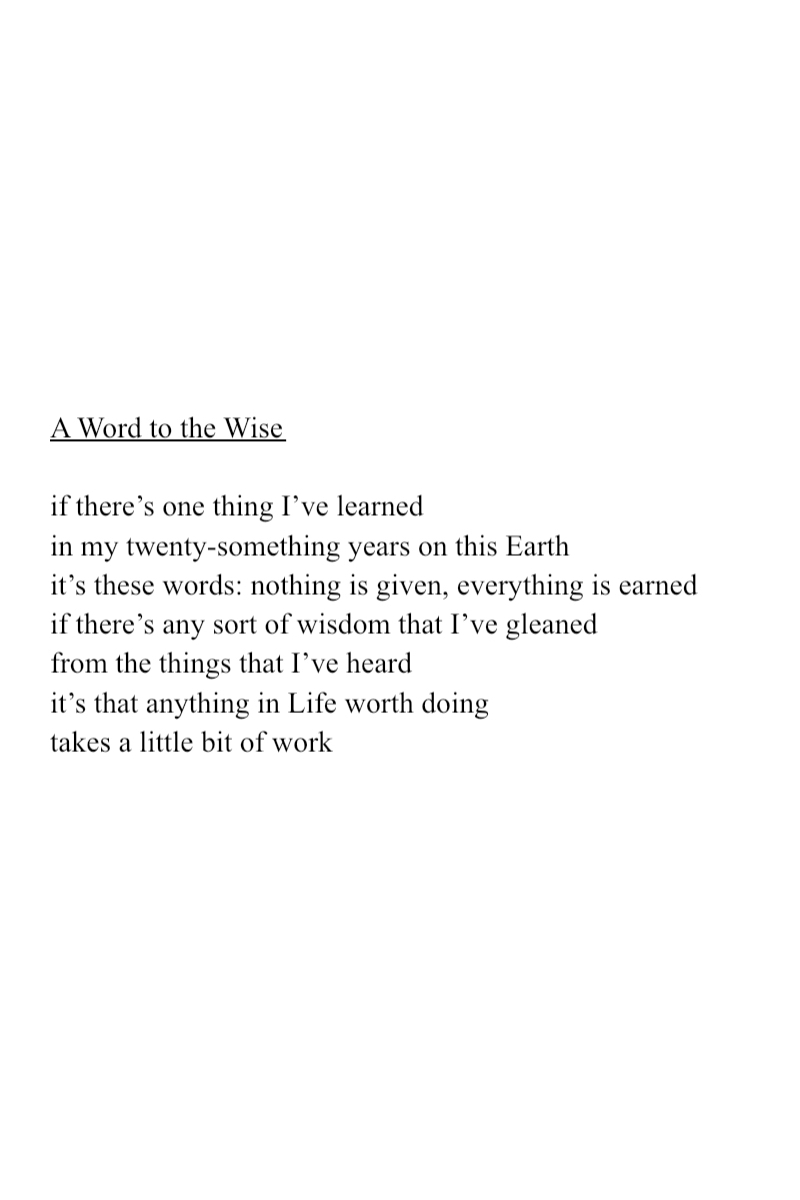 A Word to the Wise
if there’s one thing I’ve learned
in my twenty-something years on this Earth
it’s these words: nothing is given, everything is earned
if there’s any sort of wisdom that I’ve gleaned
from the things that I’ve heard
it’s that anything in Life worth doing
takes a little bit of work